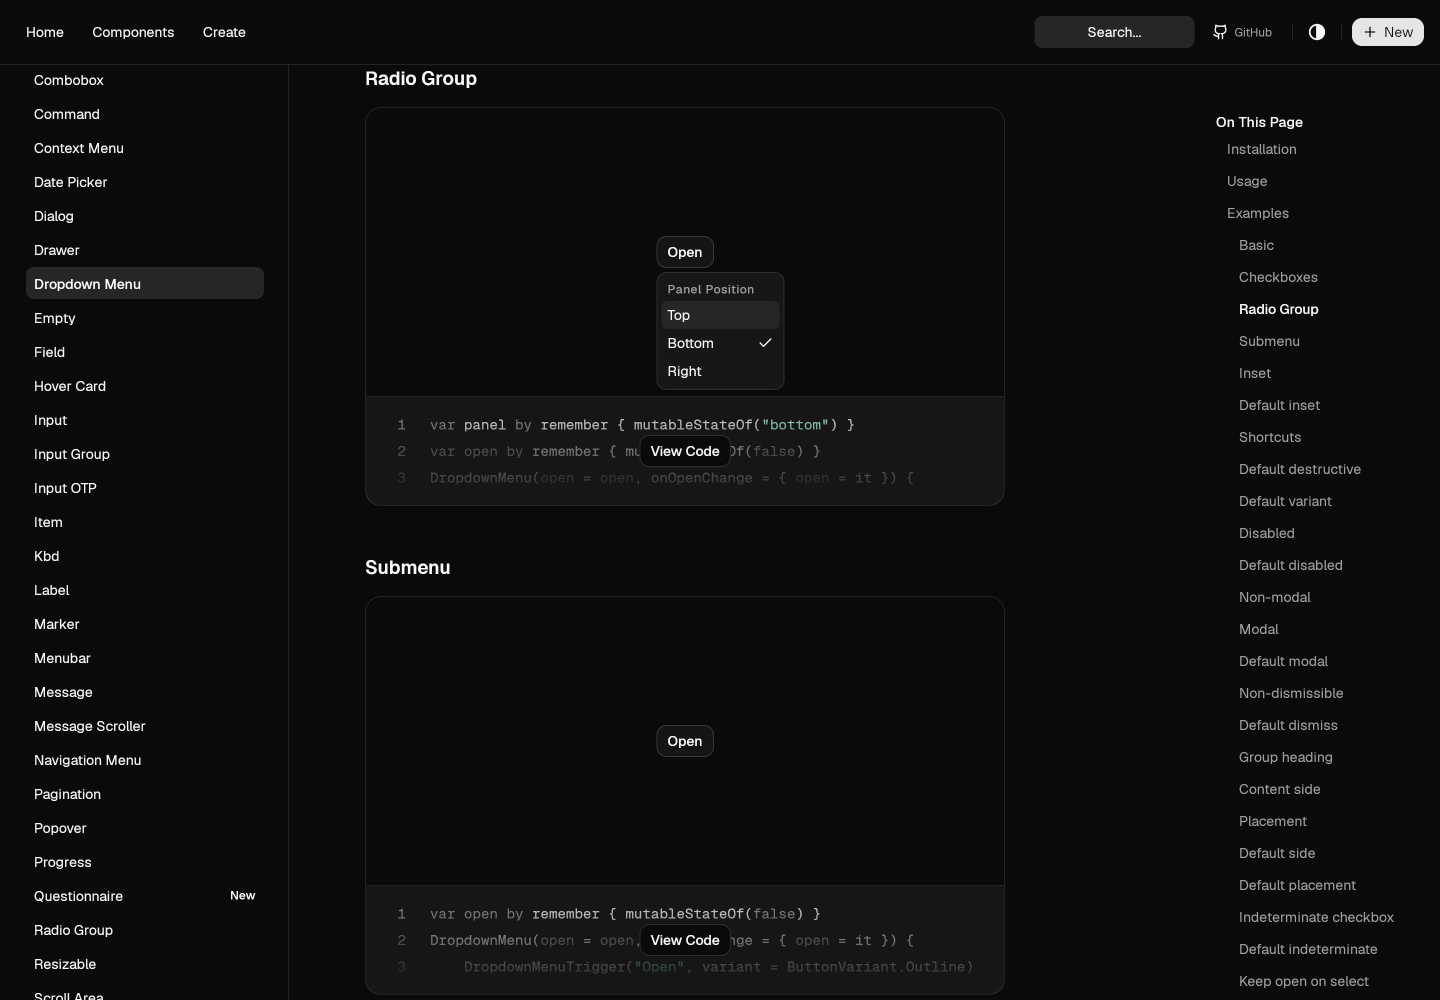 Home
Components
Create
Search...
GitHub
New
Combobox
Command
Context Menu
Date Picker
Dialog
Drawer
Dropdown Menu
Empty
Field
Hover Card
Input
Input Group
Input OTP
Item
Kbd
Label
Marker
Menubar
Message
Message Scroller
Navigation Menu
Pagination
Popover
Progress
Questionnaire New
Radio Group
Resizable
Scroll Area
Radio Group
Open
Panel Position
Top
Bottom
Right
1 var panel by remember { mutableStateOf("bottom") }
2 var open by remember { mu Of(false) }
View Code
3 DropdownMenu(open = open, onOpenChange = { open = it }) {
Submenu
Open
1 var open by remember { mutableStateOf(false) }
2 DropdownMenu(open = open, nge = { open = it }) {
View Code
3 DropdownMenuTrigger("Open", variant = ButtonVariant.Outline)
On This Page
Installation
Usage
Examples
Basic
Checkboxes
Radio Group
Submenu
Inset
Default inset
Shortcuts
Default destructive
Default variant
Disabled
Default disabled
Non-modal
Modal
Default modal
Non-dismissible
Default dismiss
Group heading
Content side
Placement
Default side
Default placement
Indeterminate checkbox
Default indeterminate
Keep open on select